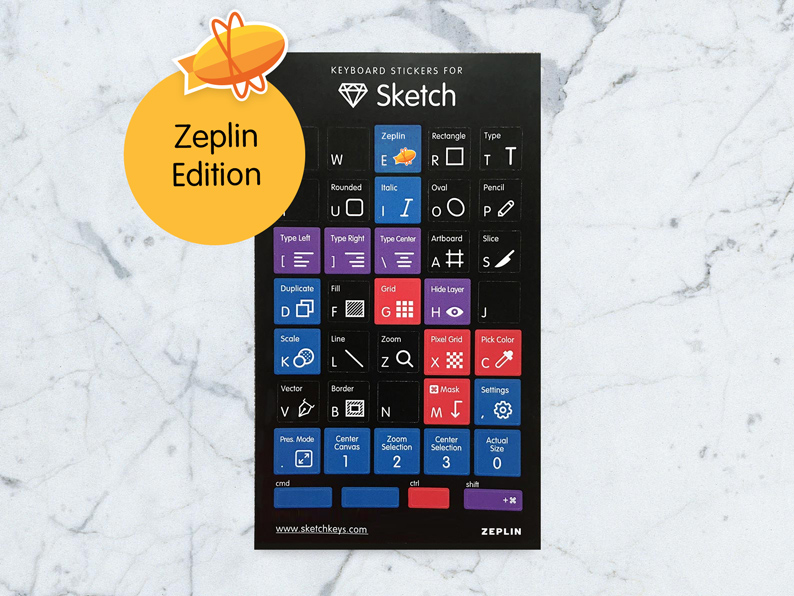 Zeplin
Edition
KEYBOARD STICKERS FOR
Sketch
W
Zeplin
E
Rectangle
R
Type
T T
Rounded
U
Italic
I I
Oval
O
Pencil
P
Type Left
[
Type Right
]
Type Center
\
Artboard
A
Slice
S
Duplicate
D
Fill
F
Grid
G
Hide Layer
H
J
Scale
K
Line
L
Zoom
Z
Pixel Grid
X
Pick Color
C
Vector
V
Border
B
N
Mask
M
Settings
,
Pres. Mode
.
Center
Canvas
1
Zoom
Selection
2
Center
Selection
3
Actual
Size
0
cmd
ctrl
shift
+⌘
www.sketchkeys.com
ZEPLIN